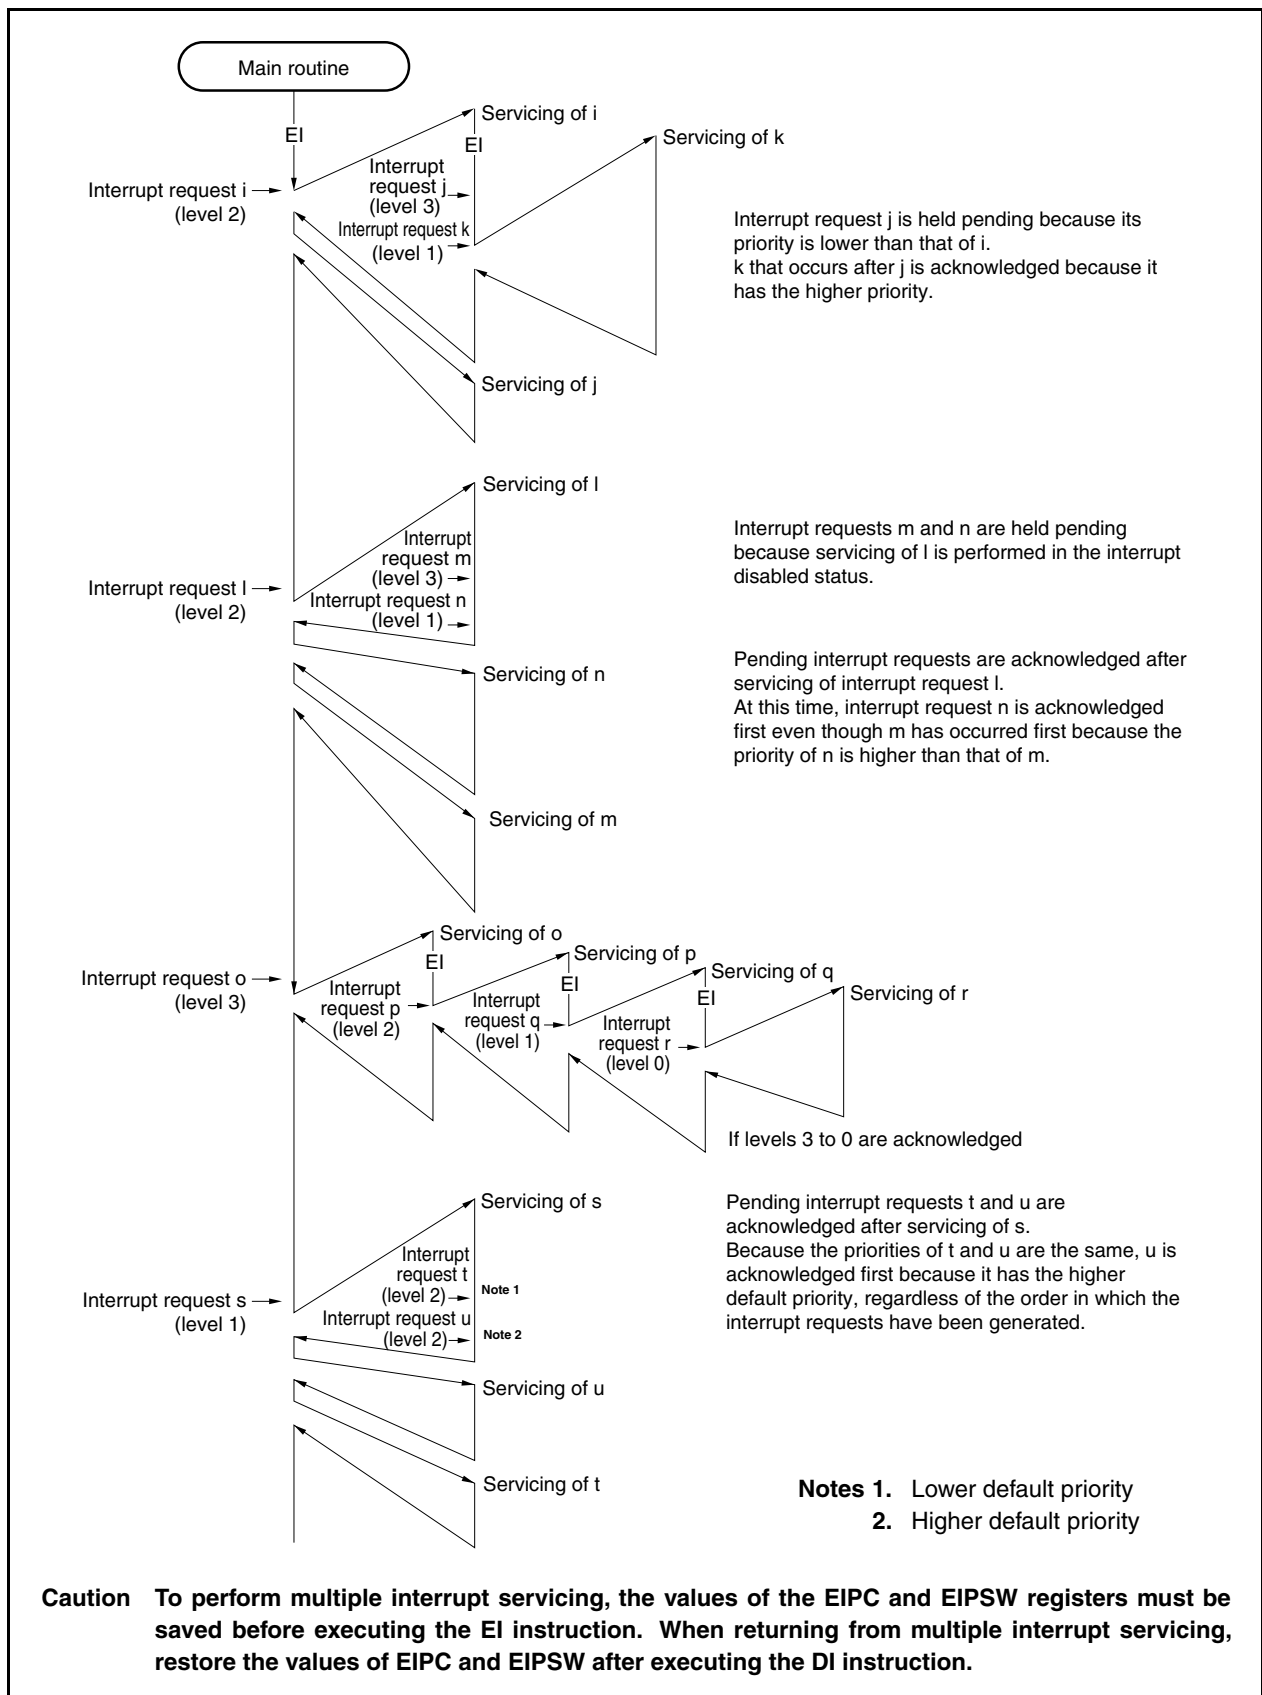 Main routine
EI
Servicing of i
EI
Servicing of k
Interrupt request i
(level 2)
Interrupt
request j
(level 3)
Interrupt request k
(level 1)
Interrupt request j is held pending because its
priority is lower than that of i.
k that occurs after j is acknowledged because it
has the higher priority.
Servicing of j
Servicing of l
Interrupt request l
(level 2)
Interrupt
request m
(level 3)
Interrupt request n
(level 1)
Interrupt requests m and n are held pending
because servicing of l is performed in the interrupt
disabled status.
Servicing of n
Pending interrupt requests are acknowledged after
servicing of interrupt request l.
At this time, interrupt request n is acknowledged
first even though m has occurred first because the
priority of n is higher than that of m.
Servicing of m
Interrupt request o
(level 3)
Servicing of o
EI
Interrupt
request p
(level 2)
Servicing of p
EI
Interrupt
request q
(level 1)
Servicing of q
EI
Interrupt
request r
(level 0)
Servicing of r
If levels 3 to 0 are acknowledged
Servicing of s
Interrupt request s
(level 1)
Interrupt
request t
(level 2)
Note 1
Interrupt request u
(level 2)
Note 2
Pending interrupt requests t and u are
acknowledged after servicing of s.
Because the priorities of t and u are the same, u is
acknowledged first because it has the higher
default priority, regardless of the order in which the
interrupt requests have been generated.
Servicing of u
Servicing of t
Notes 1. Lower default priority
2. Higher default priority
Caution To perform multiple interrupt servicing, the values of the EIPC and EIPSW registers must be
saved before executing the EI instruction. When returning from multiple interrupt servicing,
restore the values of EIPC and EIPSW after executing the DI instruction.